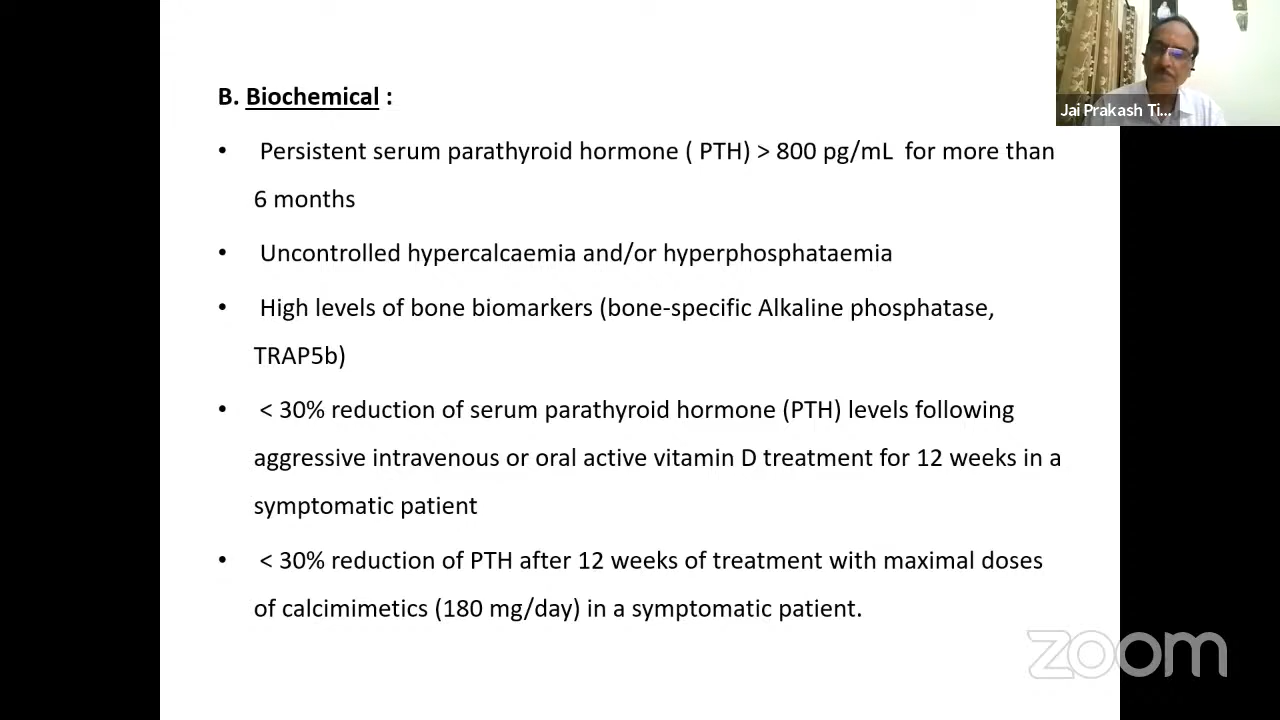 B. Biochemical :
• Persistent serum parathyroid hormone ( PTH) > 800 pg/mL for more than
6 months
• Uncontrolled hypercalcaemia and/or hyperphosphataemia
• High levels of bone biomarkers (bone-specific Alkaline phosphatase,
TRAP5b)
• < 30% reduction of serum parathyroid hormone (PTH) levels following
aggressive intravenous or oral active vitamin D treatment for 12 weeks in a
symptomatic patient
• < 30% reduction of PTH after 12 weeks of treatment with maximal doses
of calcimimetics (180 mg/day) in a symptomatic patient.
Jai Prakash Ti...
zoom